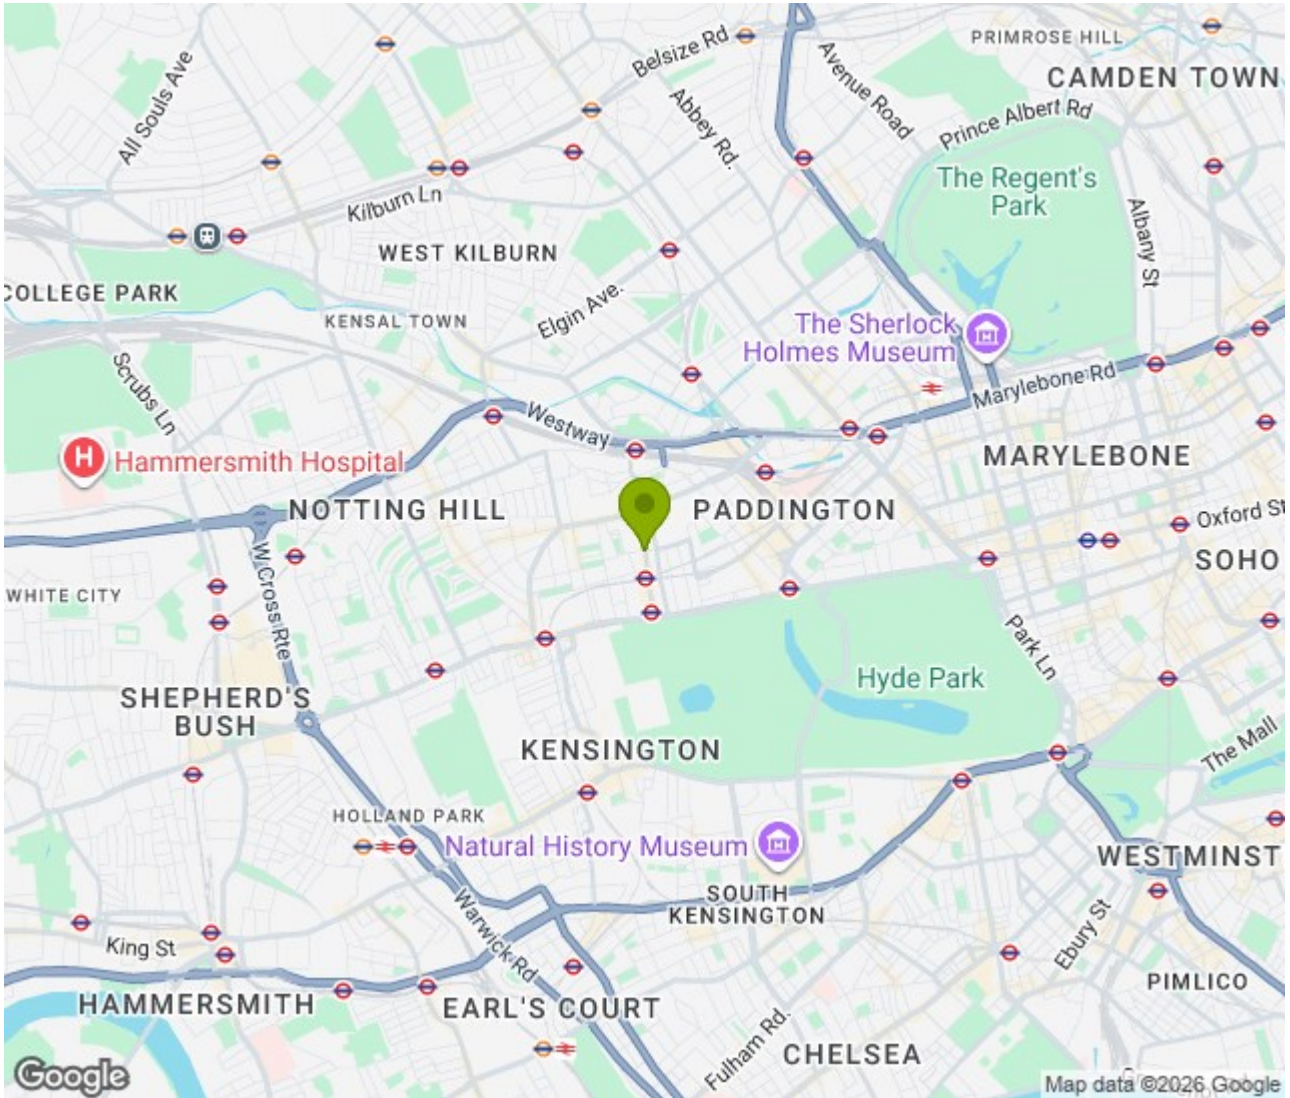 Belsize Rd
PRIMROSE HILL
CAMDEN TOWN
All Souls Ave
Avenue Road
Abbey Rd.
Prince Albert Rd
The Regent's
Park
Albany St
Kilburn Ln
WEST KILBURN
COLLEGE PARK
Elgin Ave.
KENSAL TOWN
The Sherlock
Holmes Museum
Marylebone Rd
Scrubs Ln
Westway
H
Hammersmith Hospital
MARYLEBONE
NOTTING HILL
PADDINGTON
Oxford St
SOHO
WHITE CITY
W Cross Rte
Park Ln
Hyde Park
SHEPHERD'S
BUSH
KENSINGTON
The Mall
HOLLAND PARK
Natural History Museum
WESTMINST
SOUTH
KENSINGTON
Warwick Rd
Ebury St
King St
PIMLICO
HAMMERSMITH
EARL'S COURT
Fulham Rd.
CHELSEA
Google
Map data ©2026 Google